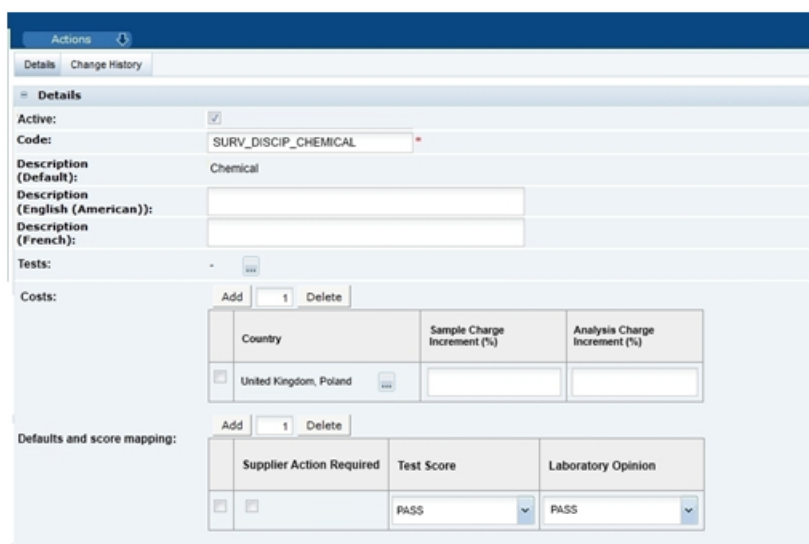 Actions
Details Change History
Details
Active:
Code: SURV_DISCIP_CHEMICAL *
Description
(Default): Chemical
Description
(English (American)):
Description
(French):
Tests: - ...
Costs: Add 1 Delete
Country Sample Charge Increment (%) Analysis Charge Increment (%)
United Kingdom, Poland ...
Defaults and score mapping: Add 1 Delete
Supplier Action Required Test Score Laboratory Opinion
PASS PASS